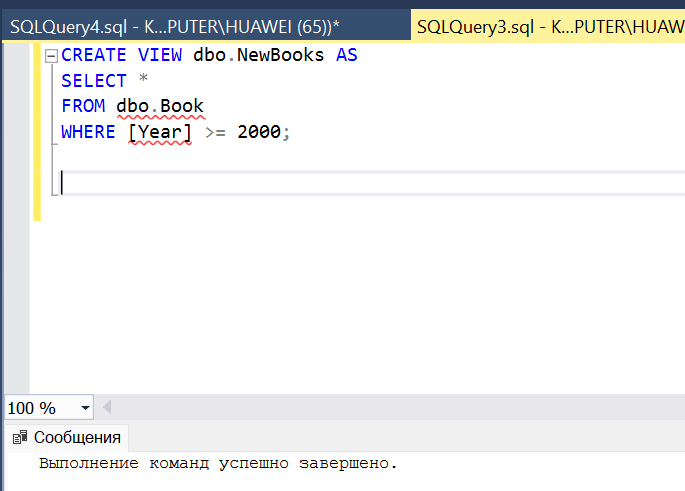 SQLQuery4.sql - K...PUTER\HUAWEI (65))*
SQLQuery3.sql - K...PUTER\HUAW
CREATE VIEW dbo.NewBooks AS
SELECT *
FROM dbo.Book
WHERE [Year] >= 2000;
100 %
Сообщения
Выполнение команд успешно завершено.